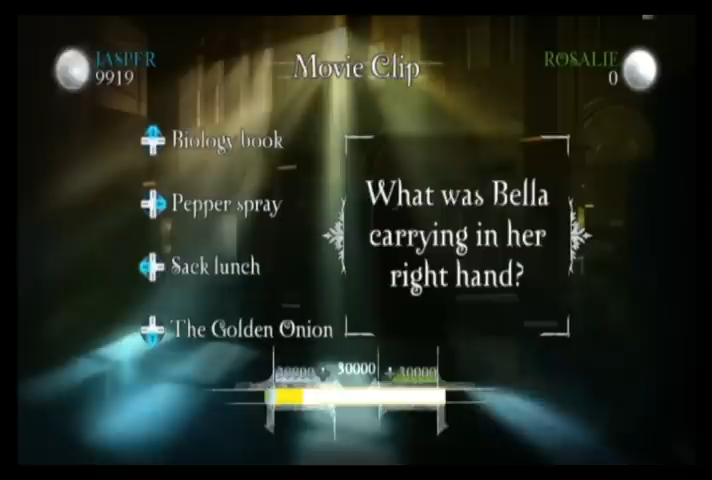 JASPER
9919
Movie Clip
ROSALIE
0
Biology book
Pepper spray
Sack lunch
The Golden Onion
What was Bella
carrying in her
right hand?
30000 + 30000